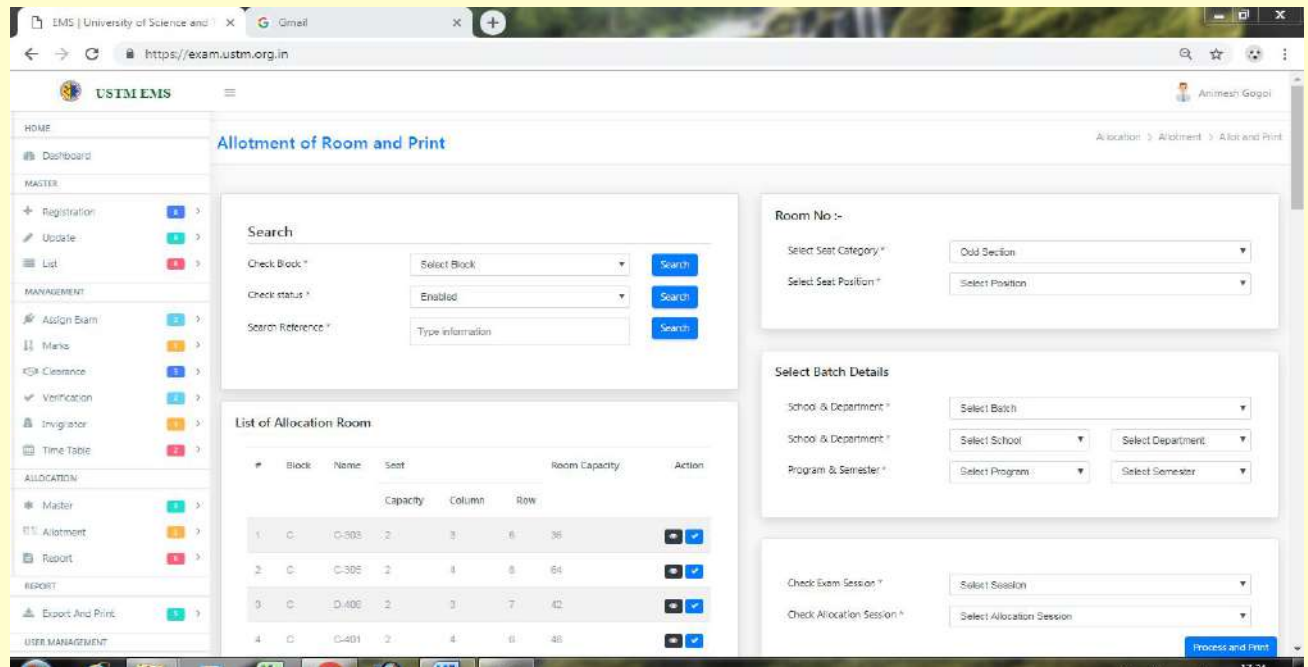 EMS | University of Science and T
Gmail
https://exam.ustm.org.in
USTM EMS
Animesh Gogoi
HOME
Dashboard
MASTER
Registration
Update
List
MANAGEMENT
Assign Exam
Marks
Clearance
Verification
Invigilator
Time Table
ALLOCATION
Master
Allotment
Report
REPORT
Export And Print
USER MANAGEMENT
Allotment of Room and Print
Allocation > Allotment > Allot and Print
Search
Check Block * Select Block Search
Check status * Enabled Search
Search Reference * Type information Search
List of Allocation Room
# Block Name Seat Room Capacity Action
Capacity Column Row
1 C C-303 2 3 6 36
2 C C-305 2 4 8 64
3 C 2 3 7 42
4 C C-401 2 4 6 48
Room No :-
Select Seat Category * Odd Section
Select Seat Position * Select Position
Select Batch Details
School & Department * Select Batch
School & Department * Select School Select Department
Program & Semester * Select Program Select Semester
Check Exam Session * Select Session
Check Allocation Session * Select Allocation Session
Process and Print